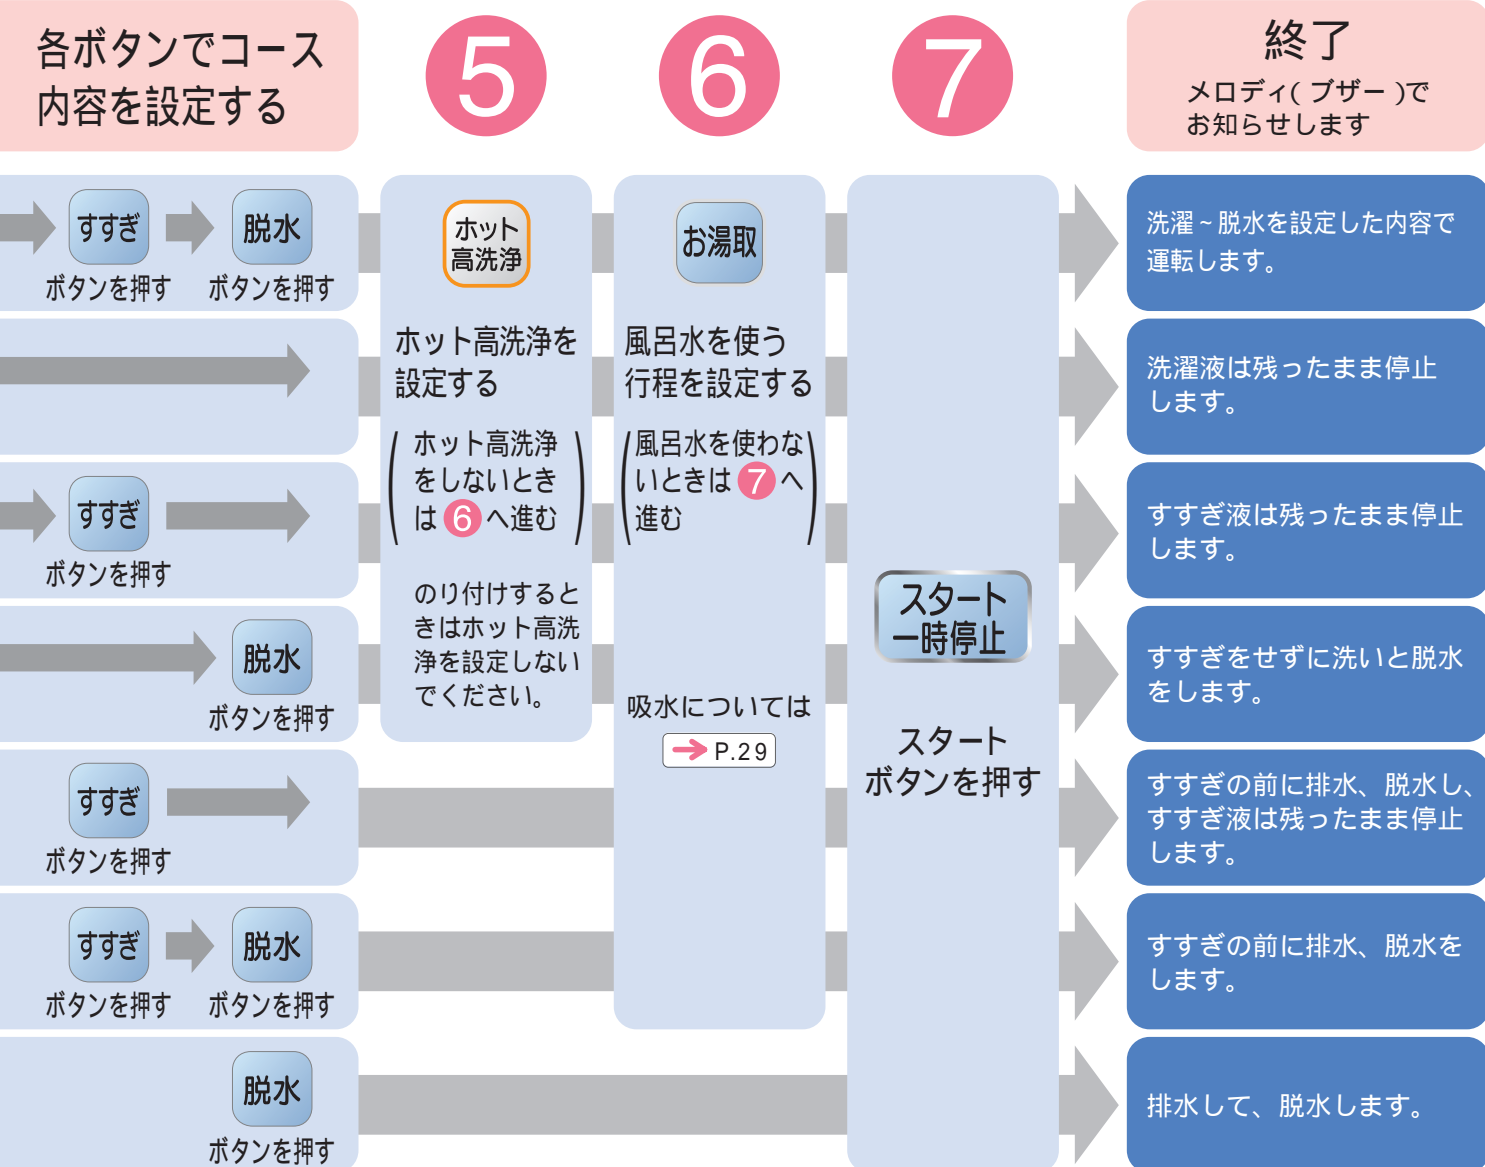 各ボタンでコース
内容を設定する
5
6
7
終了
メロディ(ブザー)で
お知らせします
すすぎ
ボタンを押す
脱水
ボタンを押す
ホット
高洗浄
お湯取
洗濯~脱水を設定した内容で
運転します。
ホット高洗浄を
設定する
風呂水を使う
行程を設定する
洗濯液は残ったまま停止
します。
(ホット高洗浄
をしないとき
は6へ進む)
(風呂水を使わな
いときは7へ
進む)
すすぎ
ボタンを押す
すすぎ液は残ったまま停止
します。
のり付けすると
きはホット高洗
浄を設定しない
でください。
スタート
一時停止
脱水
ボタンを押す
吸水については
→ P.29
スタート
ボタンを押す
すすぎをせずに洗いと脱水
をします。
すすぎ
ボタンを押す
すすぎの前に排水、脱水し、
すすぎ液は残ったまま停止
します。
すすぎ
ボタンを押す
脱水
ボタンを押す
すすぎの前に排水、脱水を
します。
脱水
ボタンを押す
排水して、脱水します。